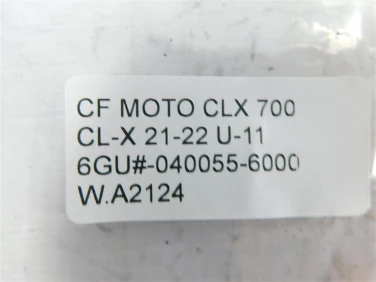 CF MOTO CLX 700
CL-X 21-22 U-11
6GU#-040055-6000
W.A2124